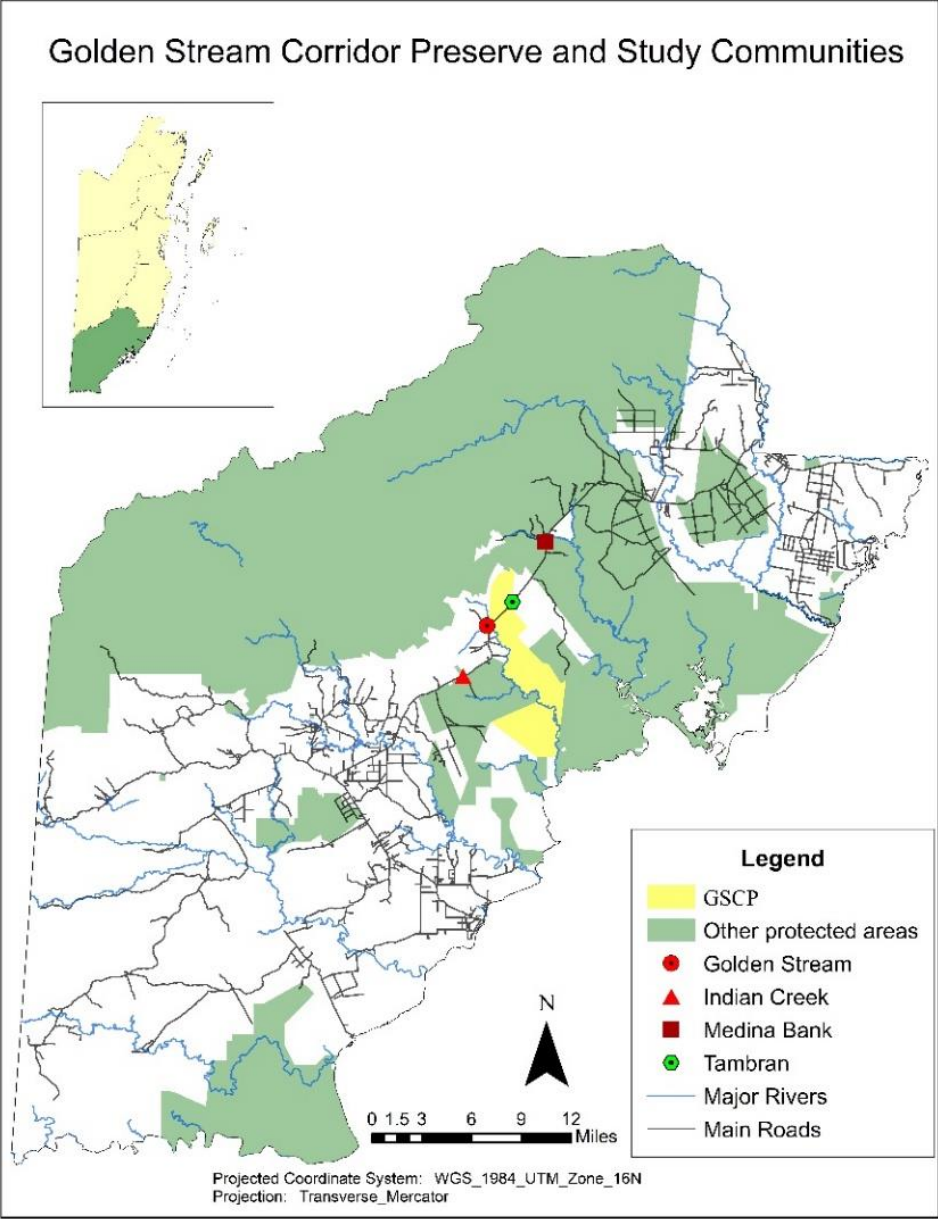 Golden Stream Corridor Preserve and Study Communities
Legend
GSCP
Other protected areas
Golden Stream
Indian Creek
Medina Bank
Tambran
Major Rivers
Main Roads
N
0 1.5 3 6 9 12
Miles
Projected Coordinate System: WGS_1984_UTM_Zone_16N
Projection: Transverse_Mercator